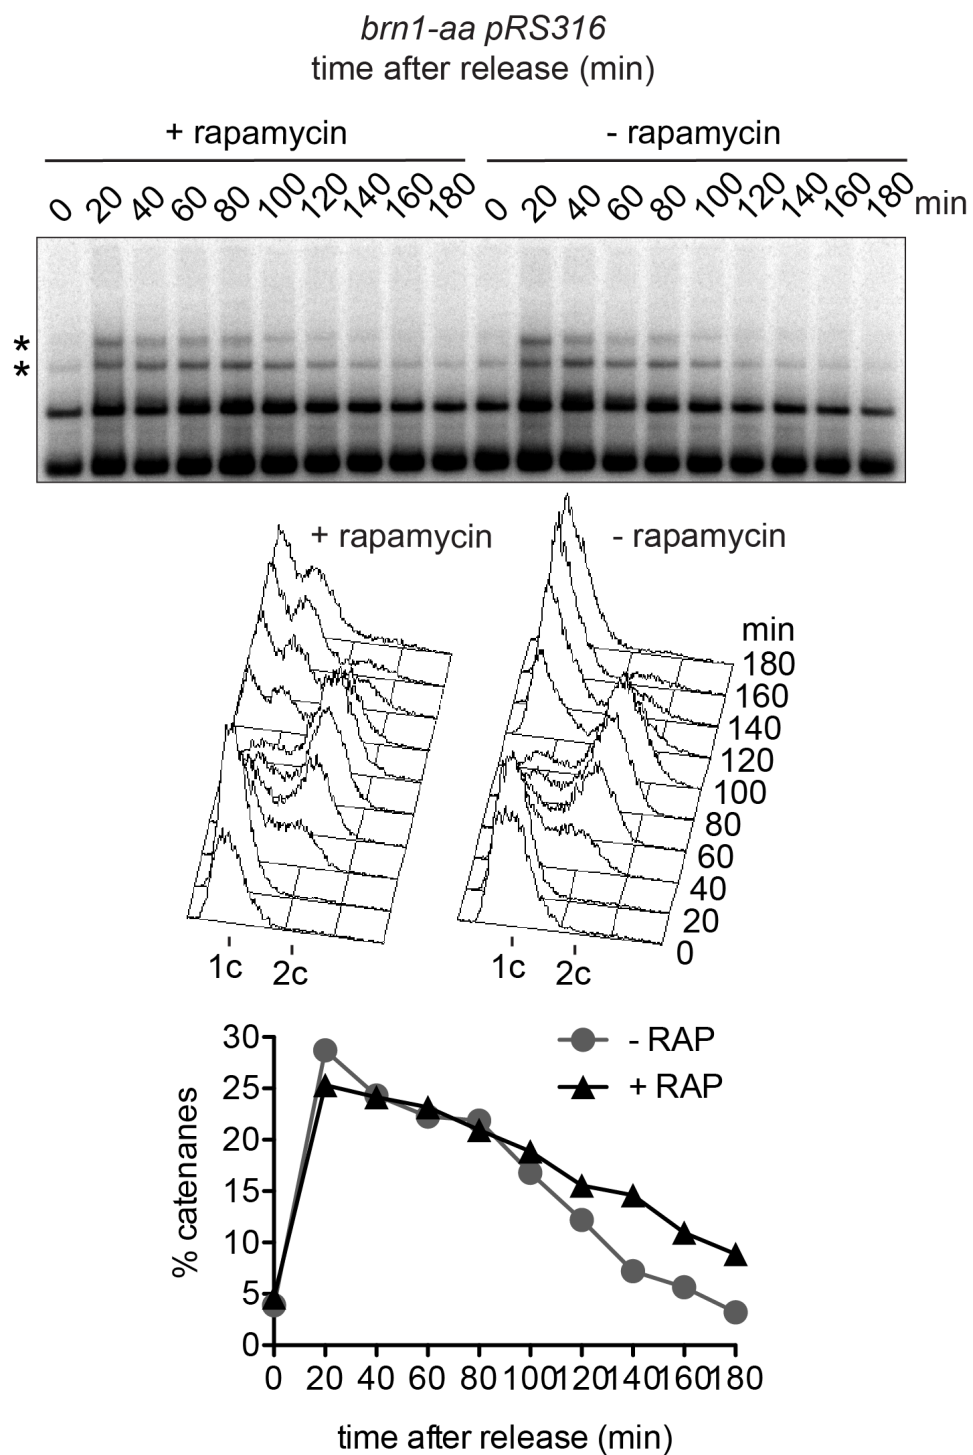 brn1-aa pRS316
time after release (min)
+ rapamycin - rapamycin
0 20 40 60 80 100 120 140 160 180 0 20 40 60 80 100 120 140 160 180 min
*
*
+ rapamycin - rapamycin
min
180
160
140
120
100
80
60
40
20
0
1c 2c 1c 2c
30
25
20
15
10
5
0
% catenanes
- RAP
+ RAP
0 20 40 60 80 100 120 140 160 180
time after release (min)